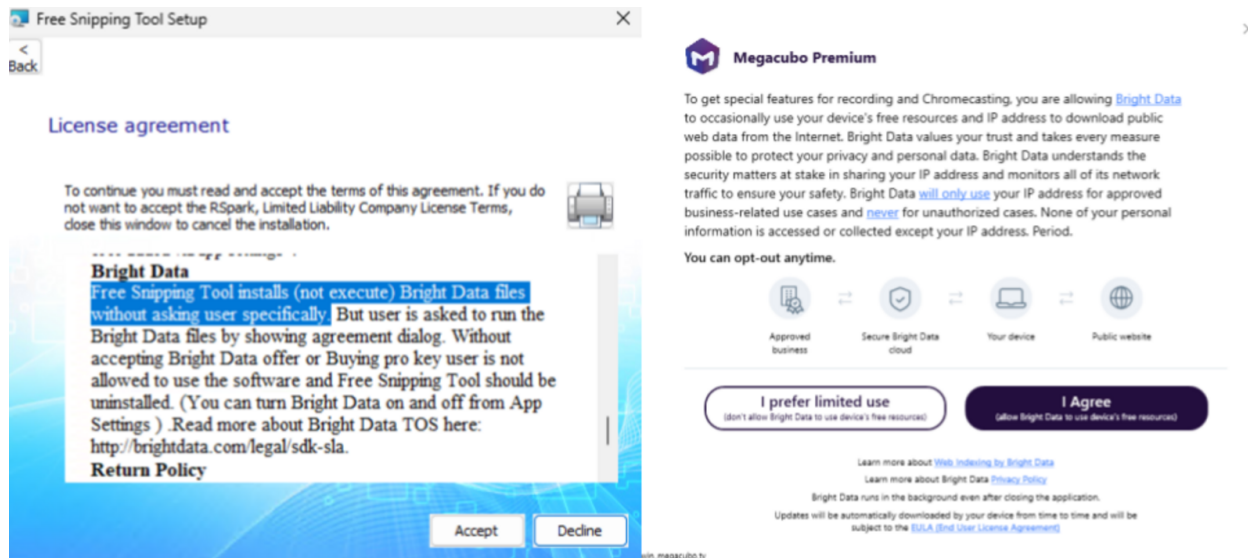 Free Snipping Tool Setup
<
Back
License agreement
To continue you must read and accept the terms of this agreement. If you do
not want to accept the RSpark, Limited Liability Company License Terms,
close this window to cancel the installation.
Bright Data
Free Snipping Tool installs (not execute) Bright Data files
without asking user specifically. But user is asked to run the
Bright Data files by showing agreement dialog. Without
accepting Bright Data offer or Buying pro key user is not
allowed to use the software and Free Snipping Tool should be
uninstalled. (You can turn Bright Data on and off from App
Settings ) .Read more about Bright Data TOS here:
http://brightdata.com/legal/sdk-sla.
Return Policy
Accept
Decline
Megacubo Premium
To get special features for recording and Chromecasting, you are allowing Bright Data
to occasionally use your device's free resources and IP address to download public
web data from the Internet. Bright Data values your trust and takes every measure
possible to protect your privacy and personal data. Bright Data understands the
security matters at stake in sharing your IP address and monitors all of its network
traffic to ensure your safety. Bright Data will only use your IP address for approved
business-related use cases and never for unauthorized cases. None of your personal
information is accessed or collected except your IP address. Period.
You can opt-out anytime.
Approved
business
Secure Bright Data
cloud
Your device
Public website
I prefer limited use
(don't allow Bright Data to use device's free resources)
I Agree
(allow Bright Data to use device's free resources)
Learn more about Web Indexing by Bright Data
Learn more about Bright Data Privacy Policy
Bright Data runs in the background even after closing the application.
Updates will be automatically downloaded by your device from time to time and will be
subject to the EULA (End User License Agreement)
win.megacubo.tv